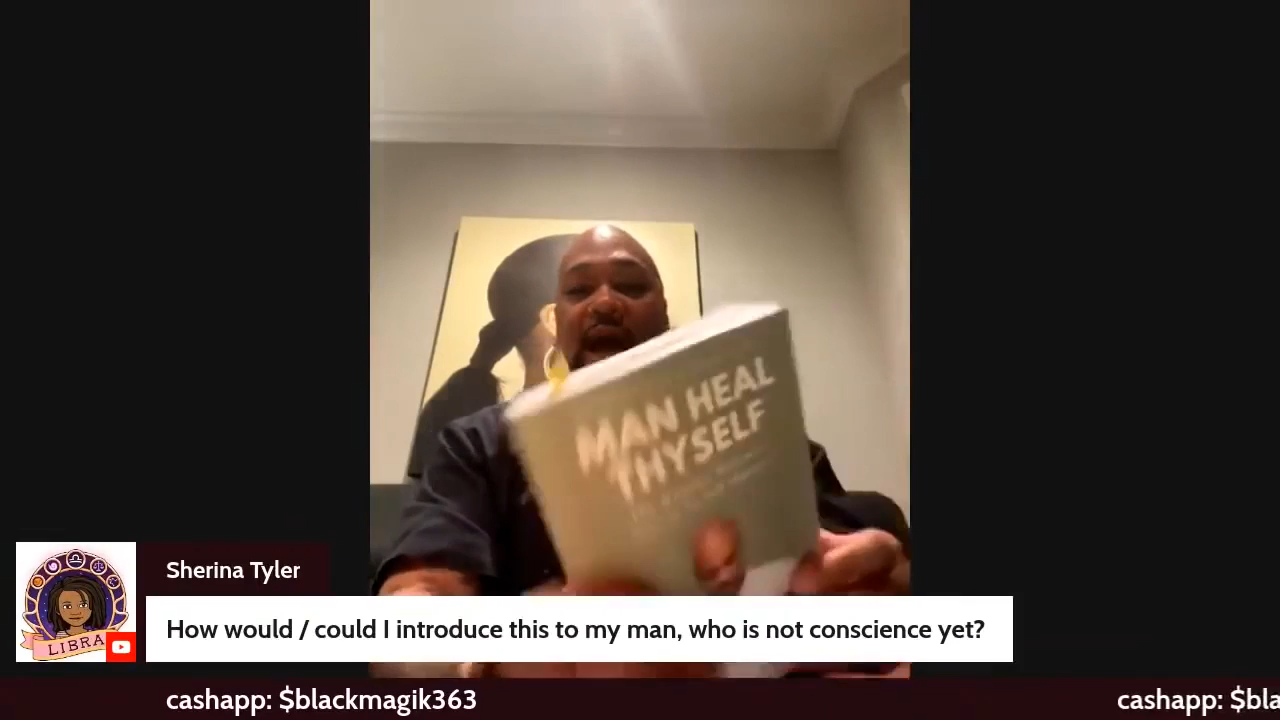 MAN HEAL
THYSELF
LIBRA
Sherina Tyler
How would / could I introduce this to my man, who is not conscience yet?
cashapp: $blackmagik363
cashapp: $bla